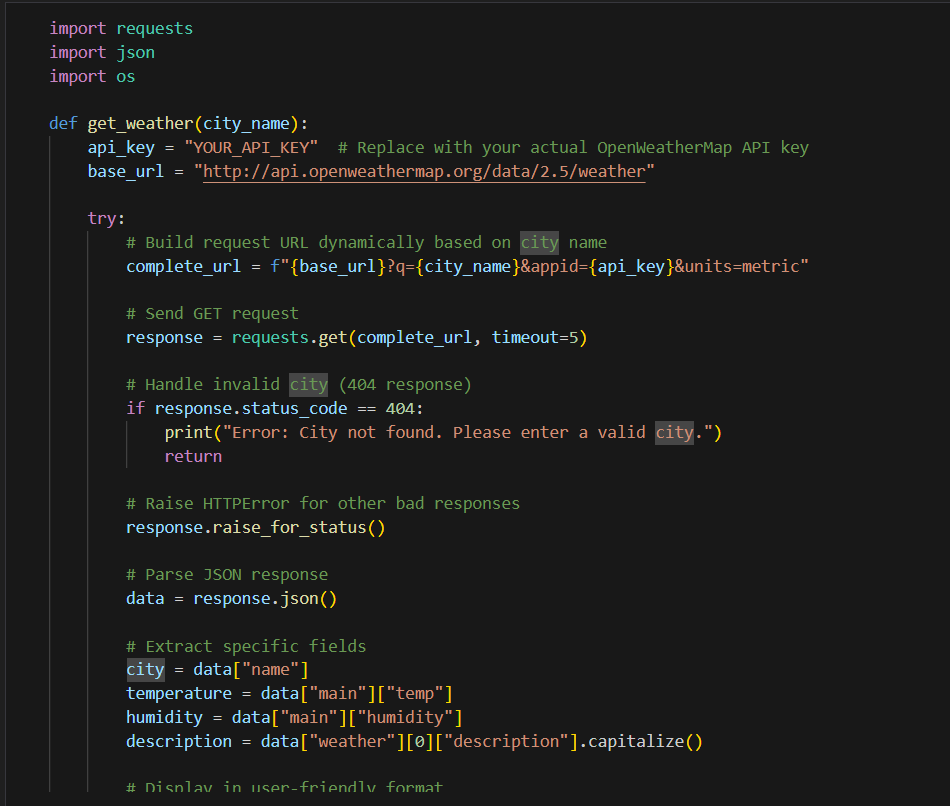 import requests
import json
import os
def get_weather(city_name):
api_key = "YOUR_API_KEY"  # Replace with your actual OpenWeatherMap API key
base_url = "http://api.openweathermap.org/data/2.5/weather"
try:
# Build request URL dynamically based on city name
complete_url = f"{base_url}?q={city_name}&appid={api_key}&units=metric"
# Send GET request
response = requests.get(complete_url, timeout=5)
# Handle invalid city (404 response)
if response.status_code == 404:
print("Error: City not found. Please enter a valid city.")
return
# Raise HTTPError for other bad responses
response.raise_for_status()
# Parse JSON response
data = response.json()
# Extract specific fields
city = data["name"]
temperature = data["main"]["temp"]
humidity = data["main"]["humidity"]
description = data["weather"][0]["description"].capitalize()
# Display in user-friendly format